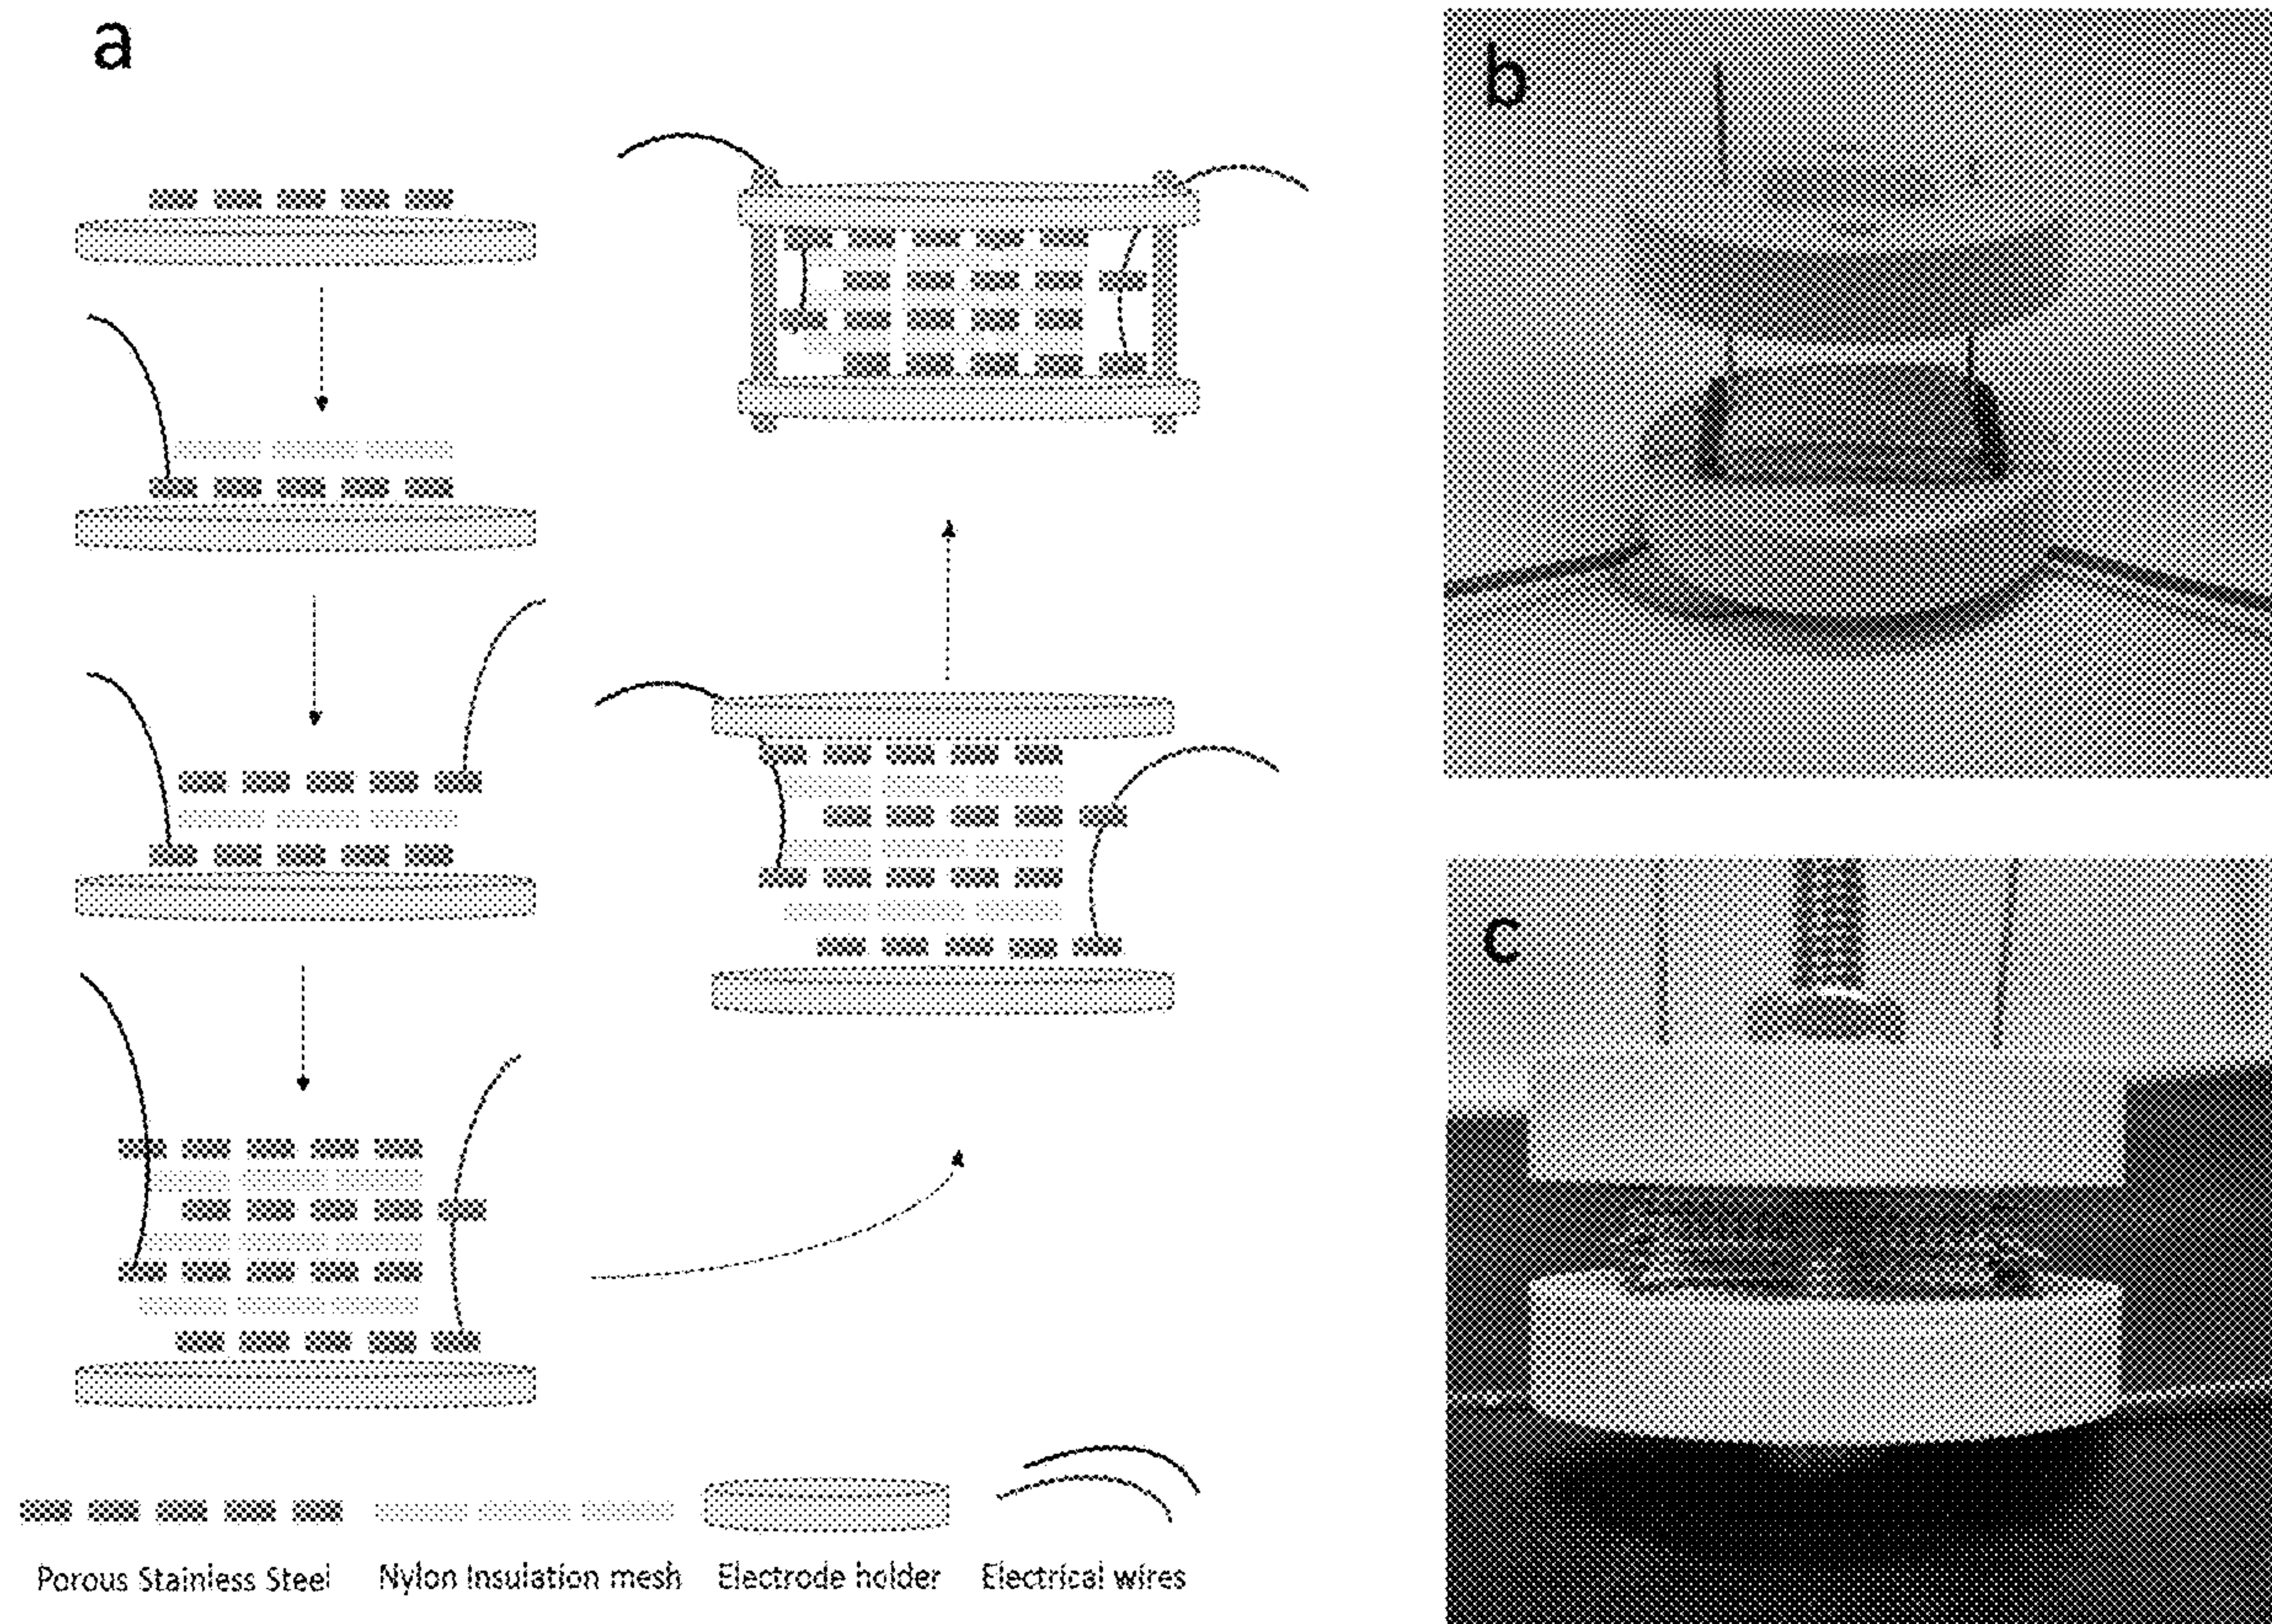 a
b
c
Porous Stainless Steel
Nylon Insulation mesh
Electrode holder
Electrical wires